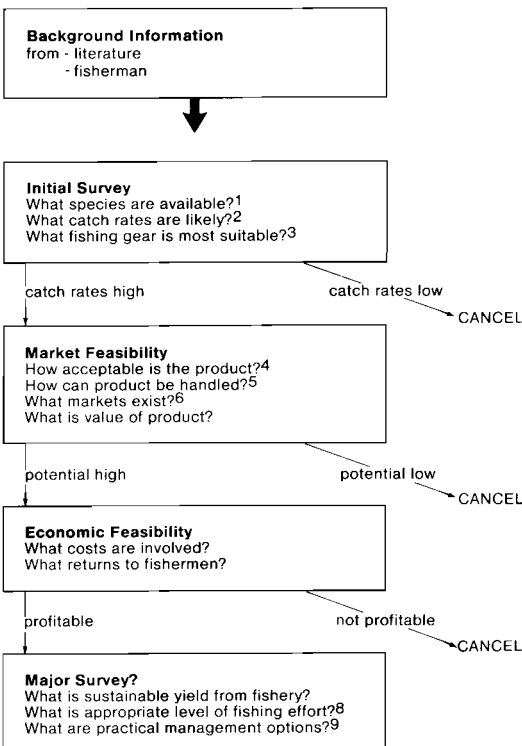 Background Information
from - literature
- fisherman
Initial Survey
What species are available?1
What catch rates are likely?2
What fishing gear is most suitable?3
catch rates high
catch rates low
CANCEL
Market Feasibility
How acceptable is the product?4
How can product be handled?5
What markets exist?6
What is value of product?
potential high
potential low
CANCEL
Economic Feasibility
What costs are involved?
What returns to fishermen?
profitable
not profitable
CANCEL
Major Survey?
What is sustainable yield from fishery?
What is appropriate level of fishing effort?8
What are practical management options?9